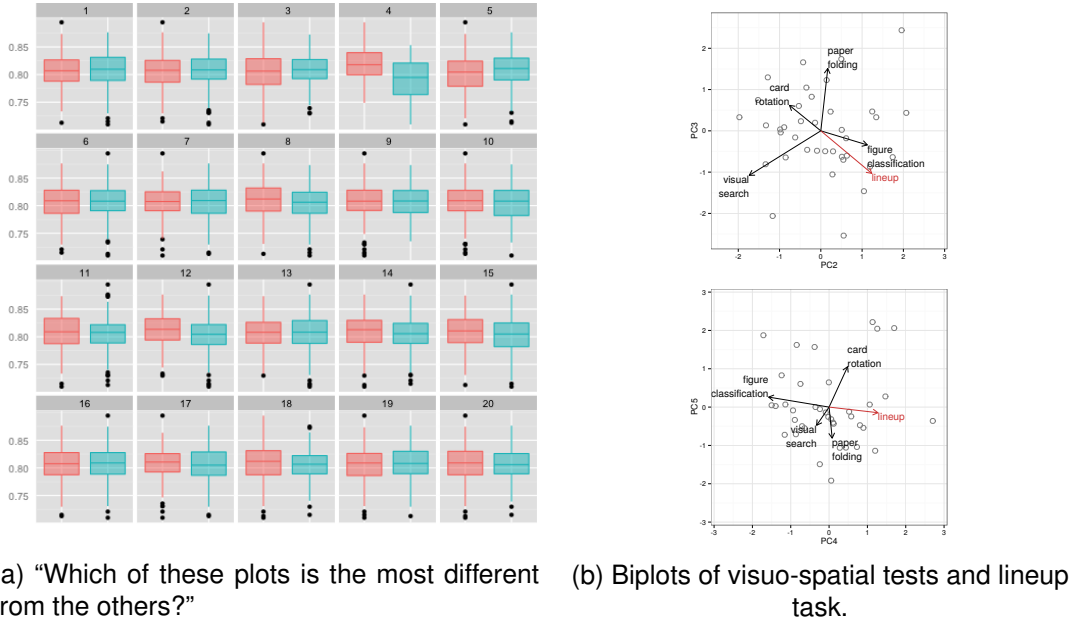 1 2 3 4 5
0.85
0.80
0.75
6 7 8 9 10
0.85
0.80
0.75
11 12 13 14 15
0.85
0.80
0.75
16 17 18 19 20
0.85
0.80
0.75
a) “Which of these plots is the most different
rom the others?”
2
1
0
-1
-2
PC3
paper
folding
card
rotation
figure
classification
lineup
visual
search
-2 -1 0 1 2 3
PC2
3
2
1
0
-1
-2
-3
PC5
card
rotation
figure
classification
lineup
visual
search
paper
folding
-3 -2 -1 0 1 2 3
PC4
(b) Biplots of visuo-spatial tests and lineup
task.